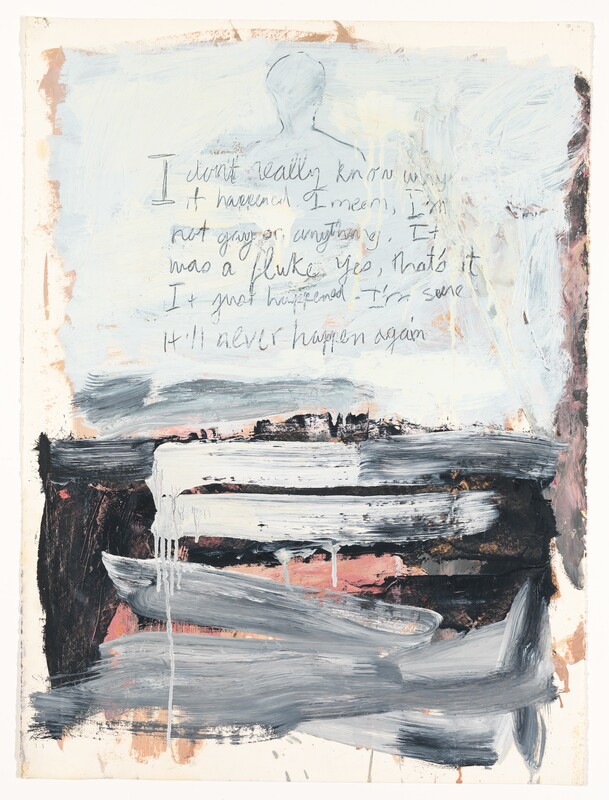 I don't really know why
it happened I mean, I'm
not gay or anything. It
was a fluke yes, that's it
It just happened. I'm sure
It'll never happen again